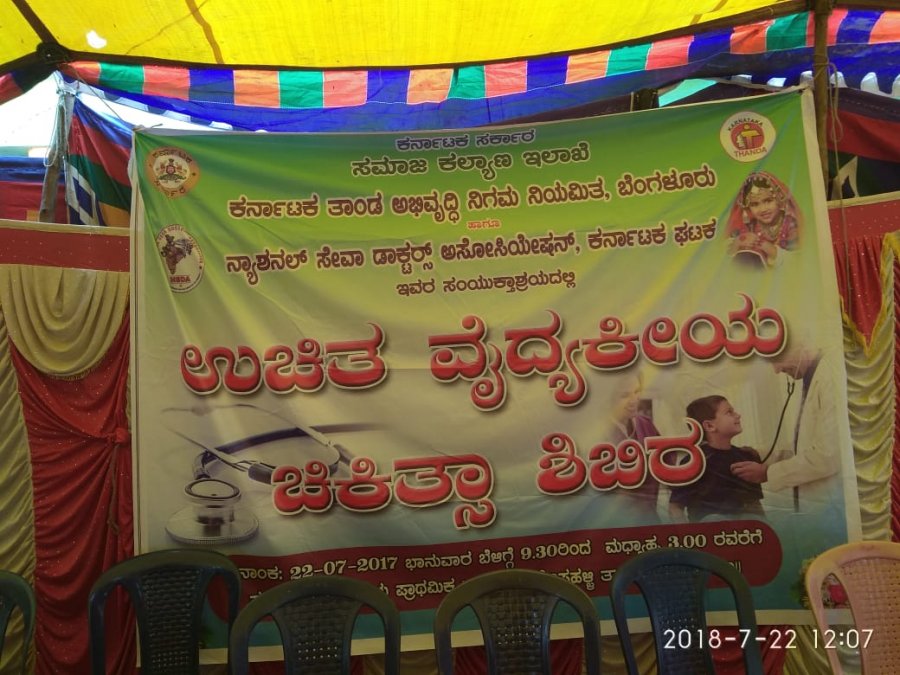 ಕರ್ನಾಟಕ ಸರ್ಕಾರ
ಸಮಾಜ ಕಲ್ಯಾಣ ಇಲಾಖೆ
KARNATAKA
THANDA
ಕರ್ನಾಟಕ ತಾಂಡ ಅಭಿವೃದ್ಧಿ ನಿಗಮ ನಿಯಮಿತ, ಬೆಂಗಳೂರು
ಹಾಗೂ
ನ್ಯಾಶನಲ್ ಸೇವಾ ಡಾಕ್ಟರ್ಸ್ ಅಸೋಸಿಯೇಷನ್, ಕರ್ನಾಟಕ ಘಟಕ
ಇವರ ಸಂಯುಕ್ತಾಶ್ರಯದಲ್ಲಿ
ಉಚಿತ ವೈದ್ಯಕೀಯ
ಚಿಕಿತ್ಸಾ ಶಿಬಿರ
22-07-2017 ಭಾನುವಾರ ಬೆಳಿಗ್ಗೆ 9.30ರಿಂದ ಮಧ್ಯಾಹ್ನ 3.00 ರವರೆಗೆ
ಪ್ರಾಥಮಿಕ
2018-7-22 12:07